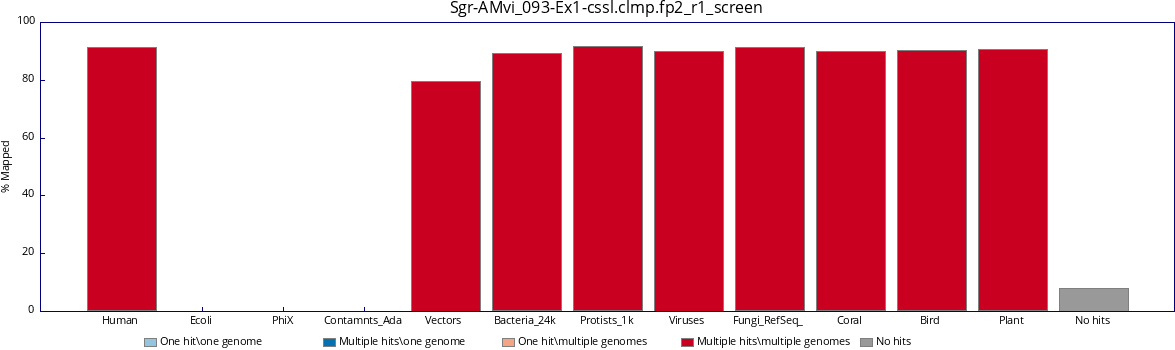 Sgr-AMvi_093-Ex1-cssl.clmp.fp2_r1_screen
100
80
60
40
20
0
% Mapped
Human Ecoli PhiX Contamnts_Ada Vectors Bacteria_24k Protists_1k Viruses Fungi_RefSeq_ Coral Bird Plant No hits
One hit\one genome Multiple hits\one genome One hit\multiple genomes Multiple hits\multiple genomes No hits